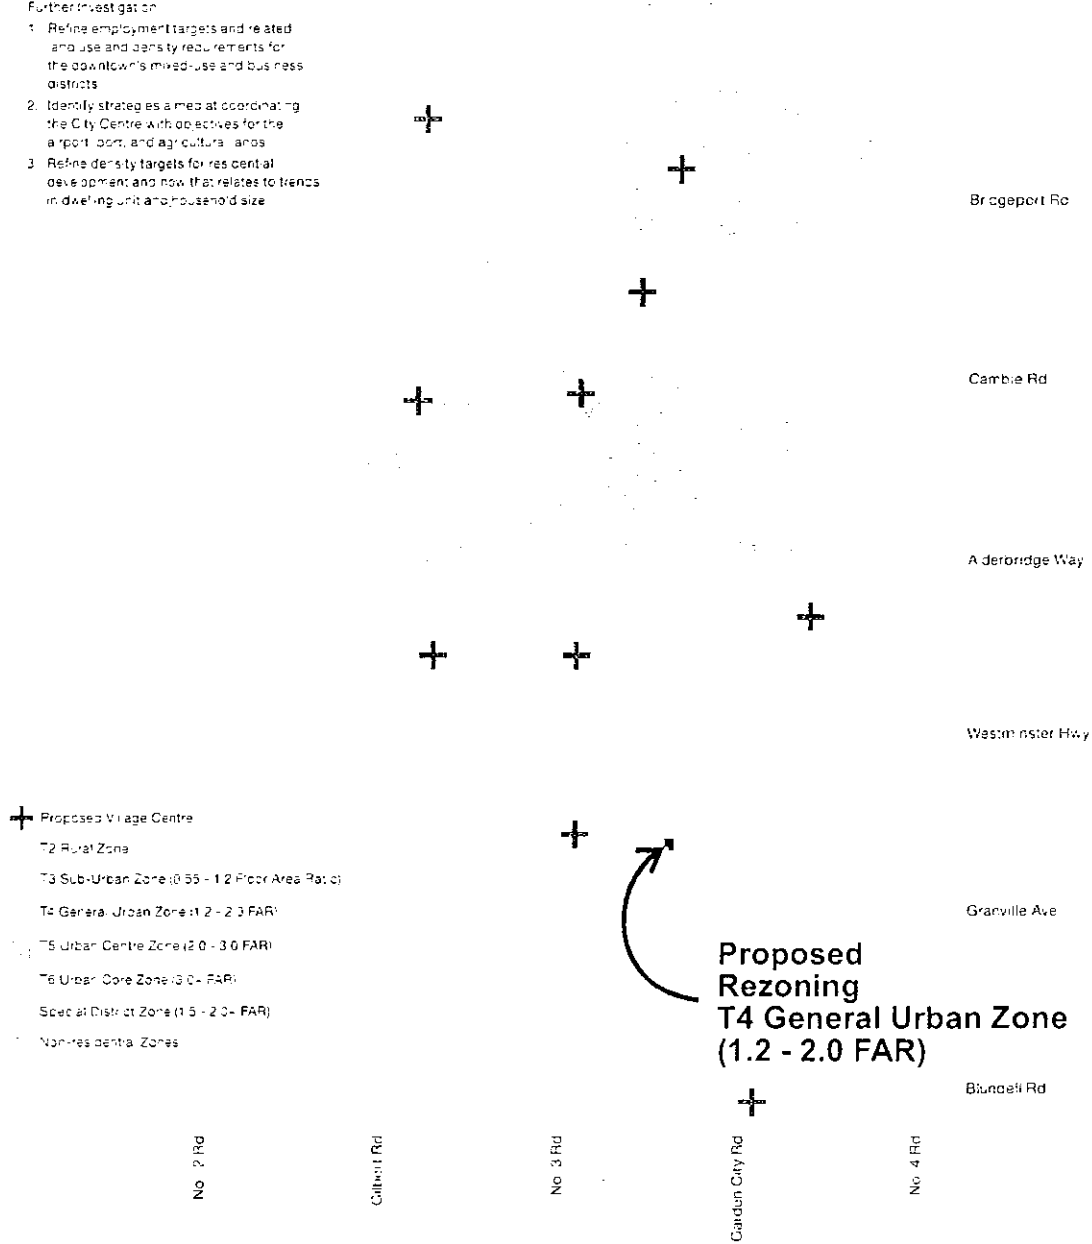 Further investigation
1. Refine employment targets and related
land use and density requirements for
the downtown's mixed-use and business
districts
2. Identify strategies aimed at coordinating
the City Centre with objectives for the
airport, port, and agricultural lands
3. Refine density targets for residential
development and how that relates to trends
in dwelling unit and household size
Bridgeport Rd
Cambie Rd
Alderbridge Way
Westminster Hwy
Proposed Village Centre
T2 Rural Zone
T3 Sub-Urban Zone (0.55 - 1.2 Floor Area Ratio)
T4 General Urban Zone (1.2 - 2.0 FAR)
T5 Urban Centre Zone (2.0 - 3.0 FAR)
T6 Urban Core Zone (3.0+ FAR)
Special District Zone (1.5 - 2.0+ FAR)
Non-residential Zones
Granville Ave
Proposed
Rezoning
T4 General Urban Zone
(1.2 - 2.0 FAR)
Blundell Rd
No. 2 Rd
Gilbert Rd
No. 3 Rd
Garden City Rd
No. 4 Rd